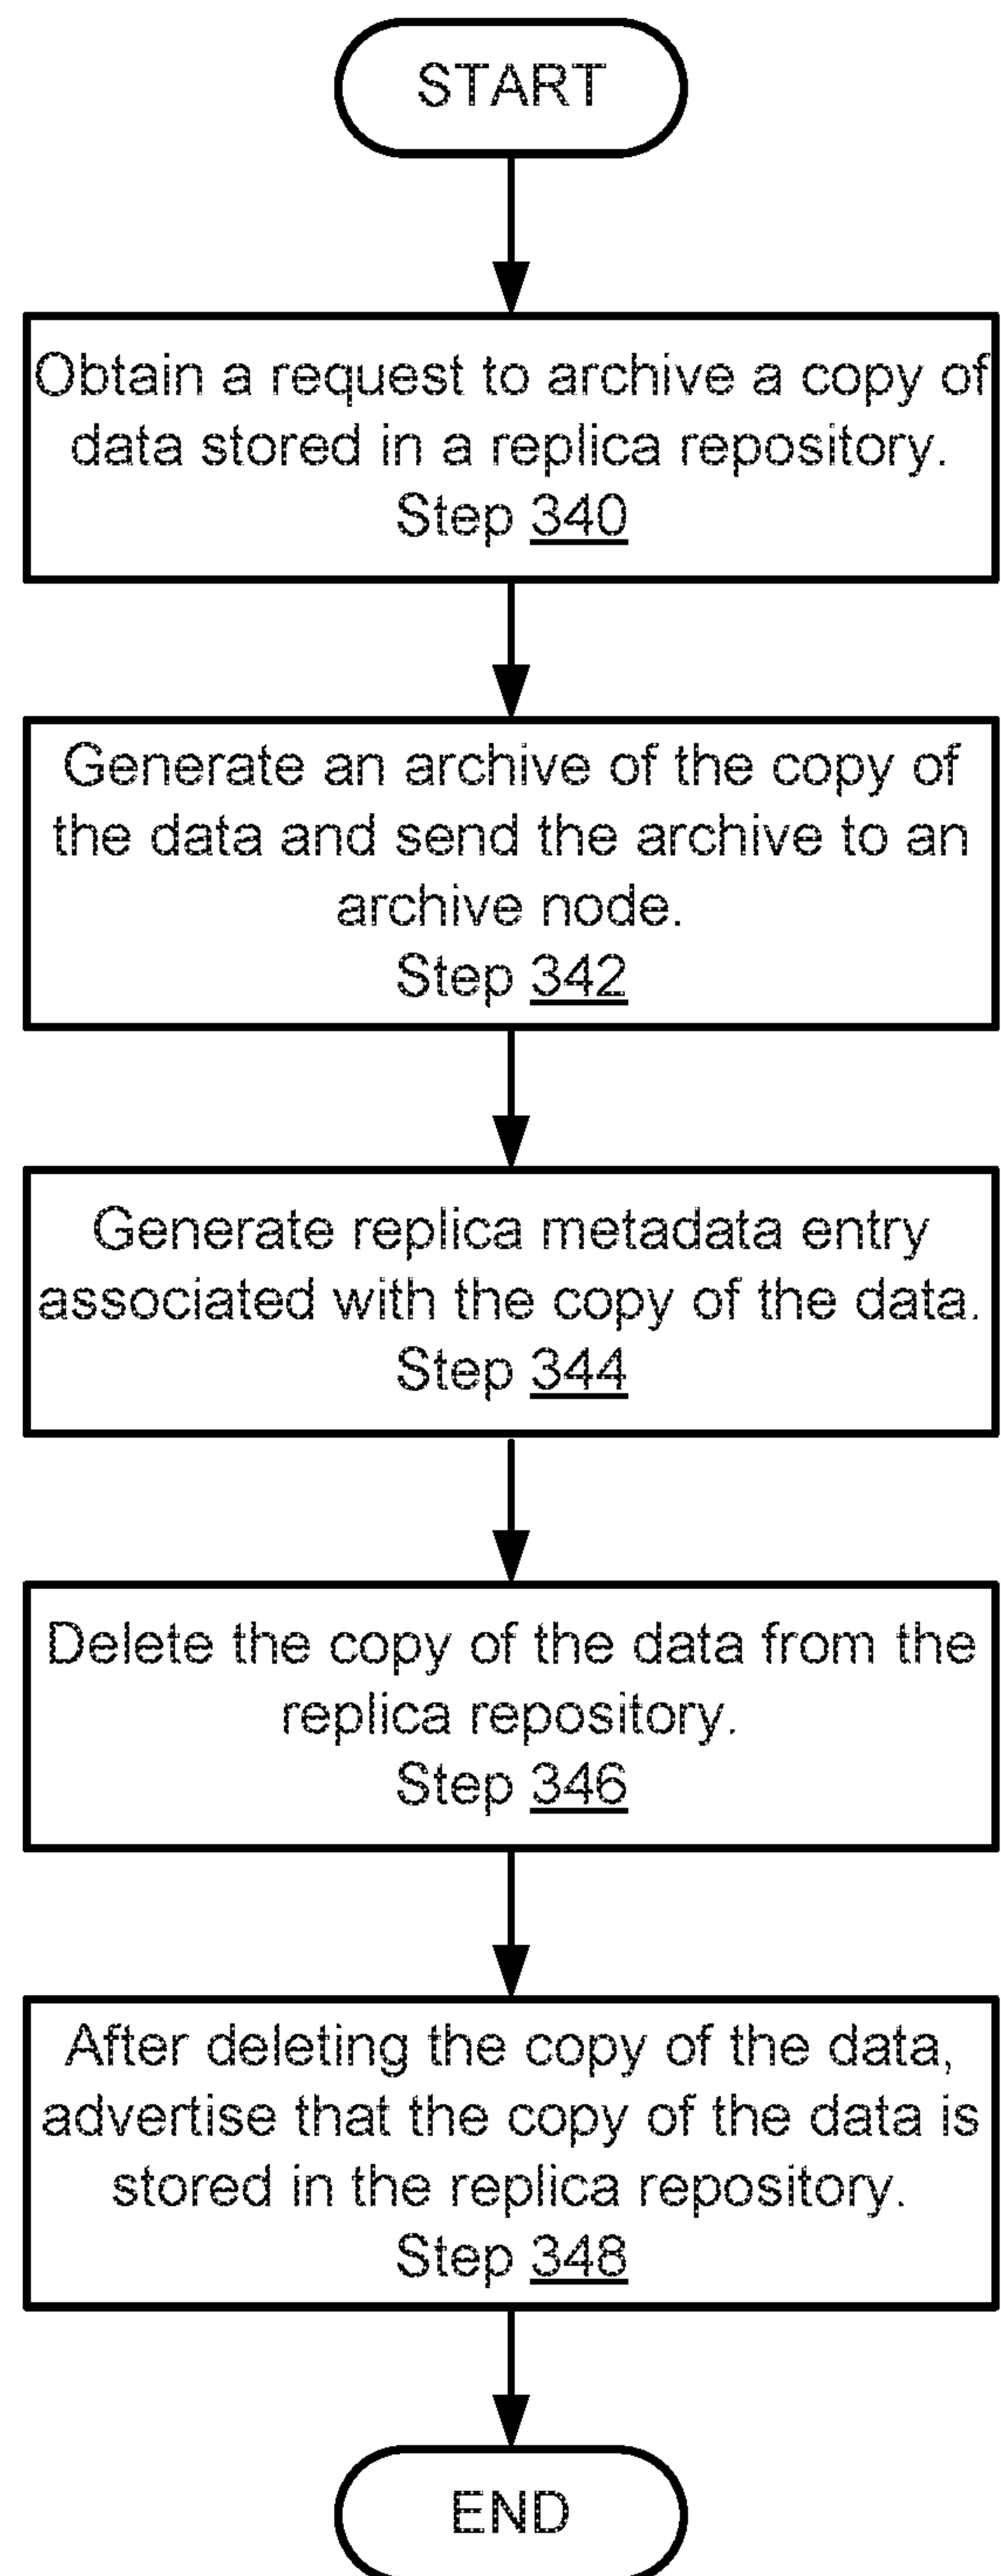 START
Obtain a request to archive a copy of
data stored in a replica repository.
Step 340
Generate an archive of the copy of
the data and send the archive to an
archive node.
Step 342
Generate replica metadata entry
associated with the copy of the data.
Step 344
Delete the copy of the data from the
replica repository.
Step 346
After deleting the copy of the data,
advertise that the copy of the data is
stored in the replica repository.
Step 348
END